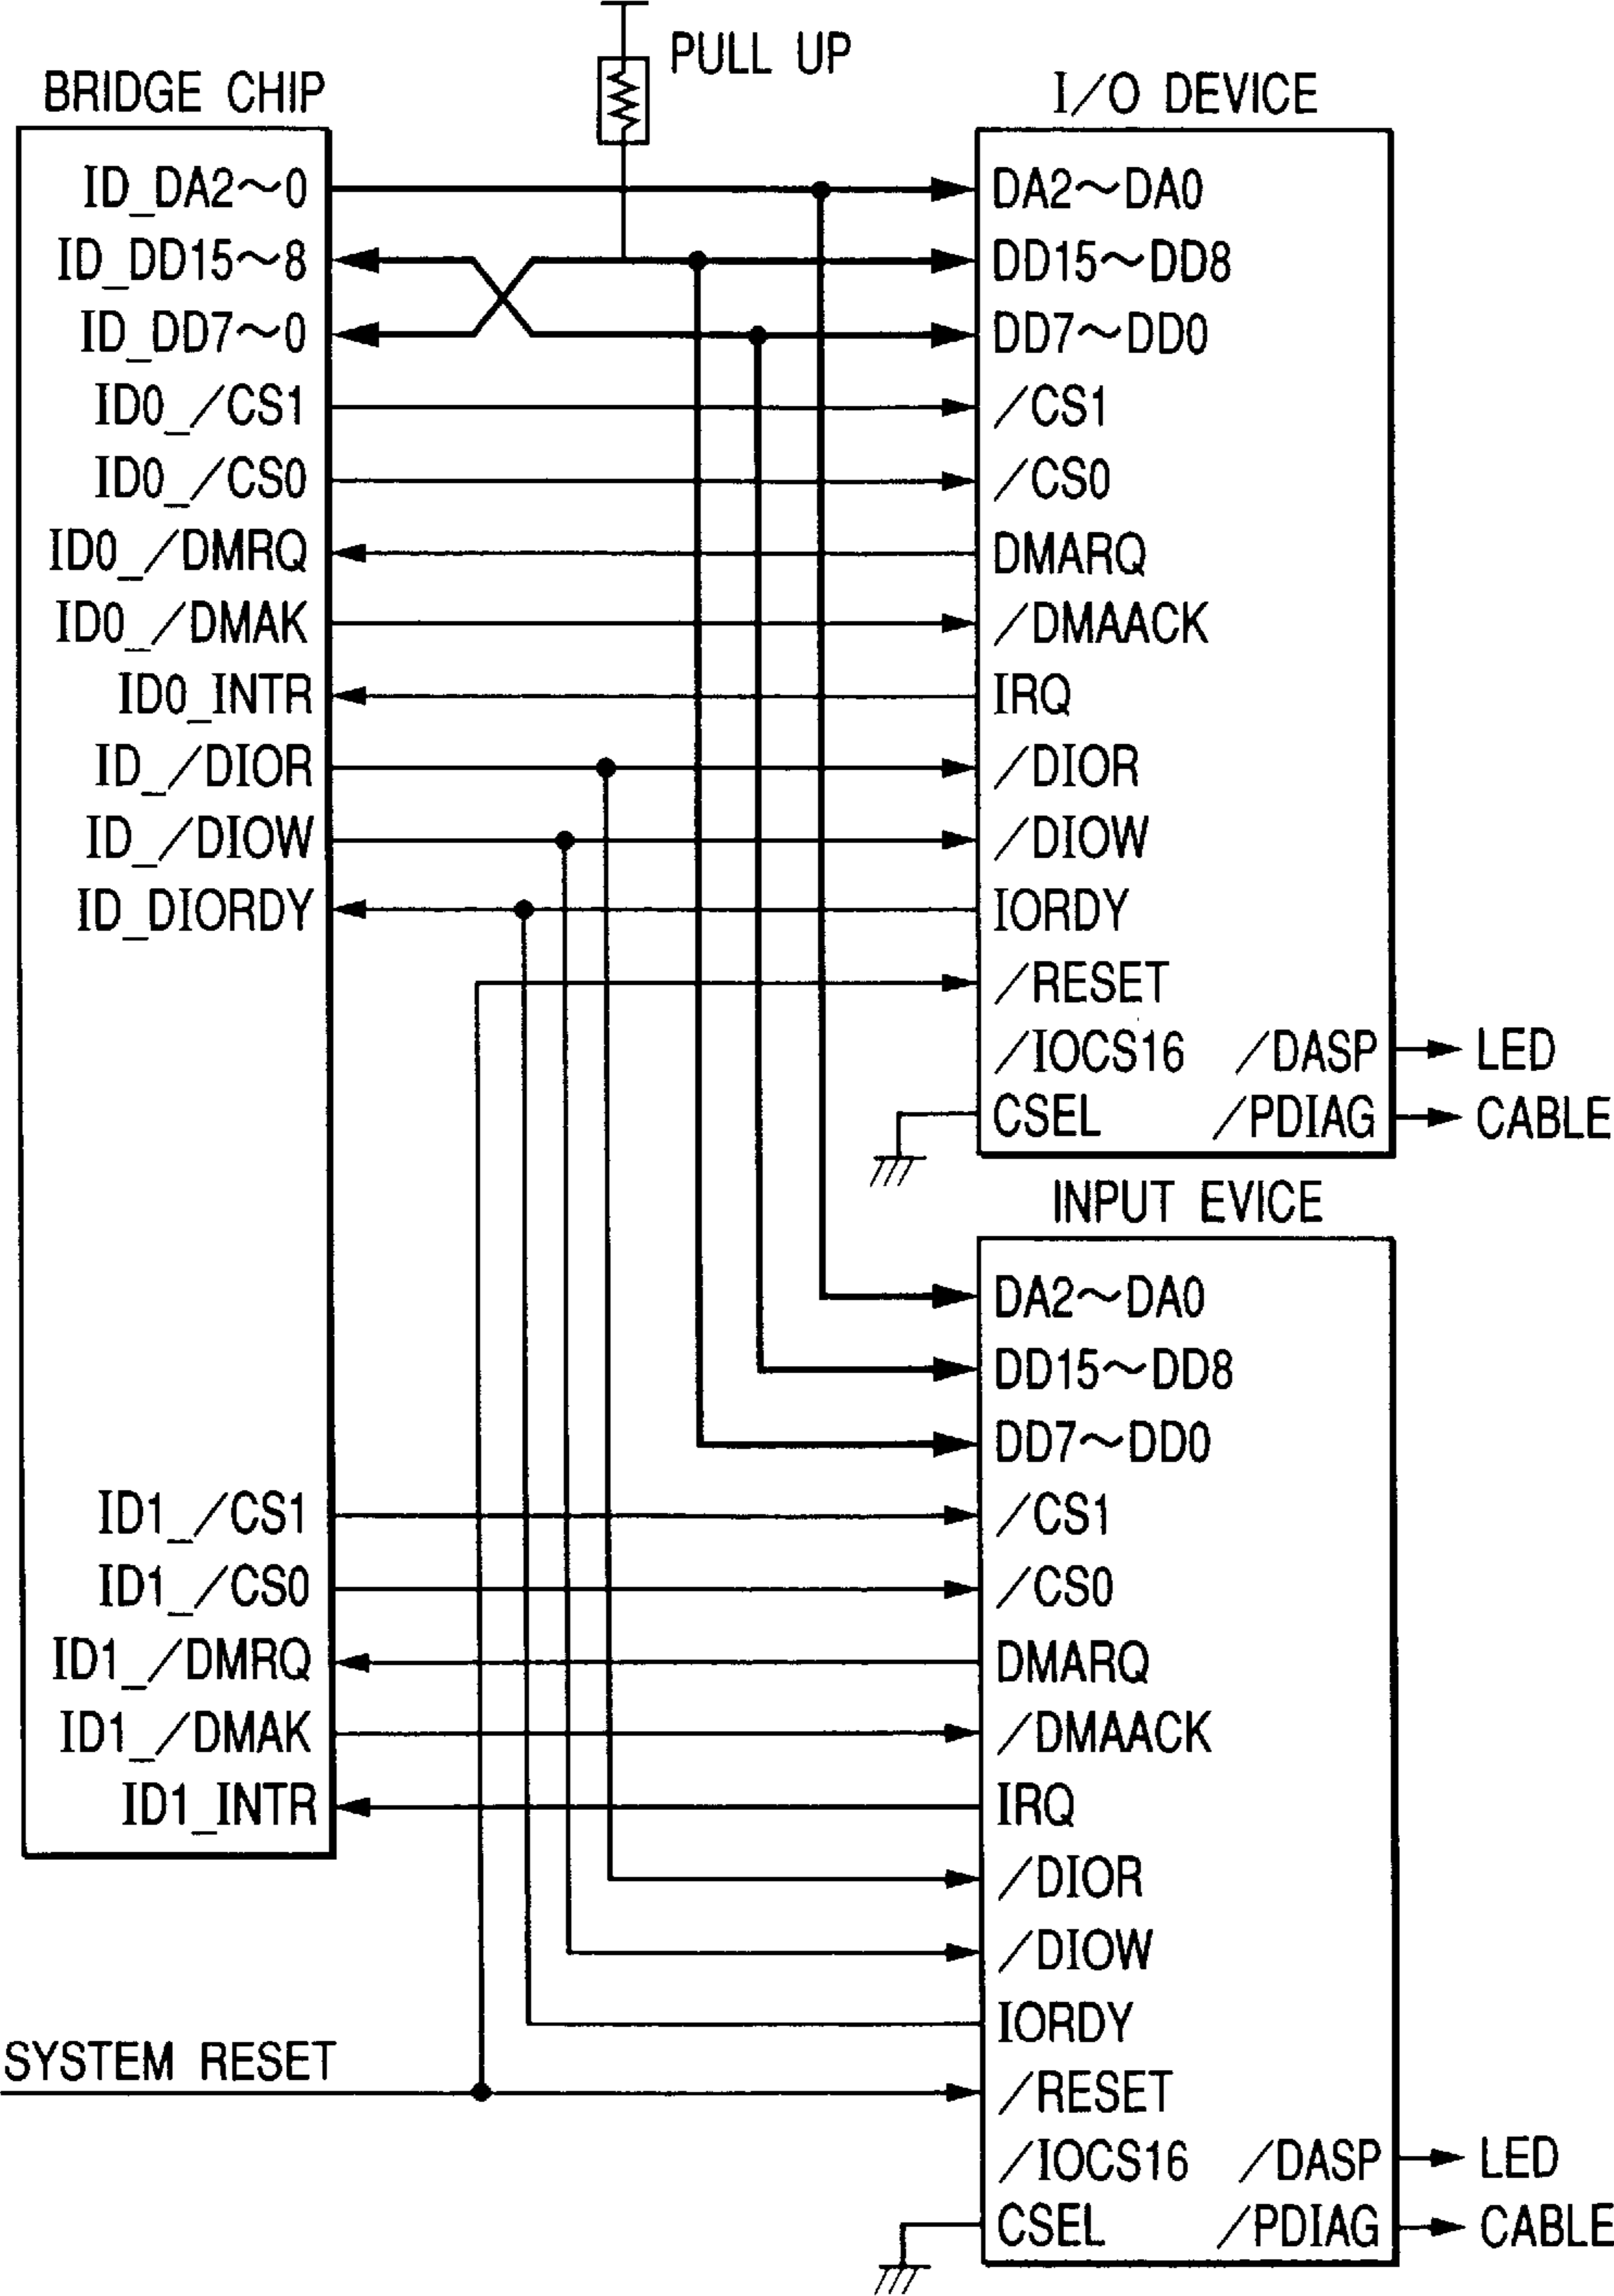 PULL UP
BRIDGE CHIP
I/O DEVICE
ID_DA2～0
DA2～DA0
ID_DD15～8
DD15～DD8
ID_DD7～0
DD7～DD0
ID0_/CS1
/CS1
ID0_/CS0
/CS0
ID0_/DMRQ
DMARQ
ID0_/DMAK
/DMAACK
ID0_INTR
IRQ
ID_/DIOR
/DIOR
ID_/DIOW
/DIOW
ID_DIORDY
IORDY
/RESET
/IOCS16 /DASP LED
CSEL /PDIAG CABLE
INPUT EVICE
DA2～DA0
DD15～DD8
DD7～DD0
ID1_/CS1
/CS1
ID1_/CS0
/CS0
ID1_/DMRQ
DMARQ
ID1_/DMAK
/DMAACK
ID1_INTR
IRQ
/DIOR
/DIOW
IORDY
SYSTEM RESET
/RESET
/IOCS16 /DASP LED
CSEL /PDIAG CABLE